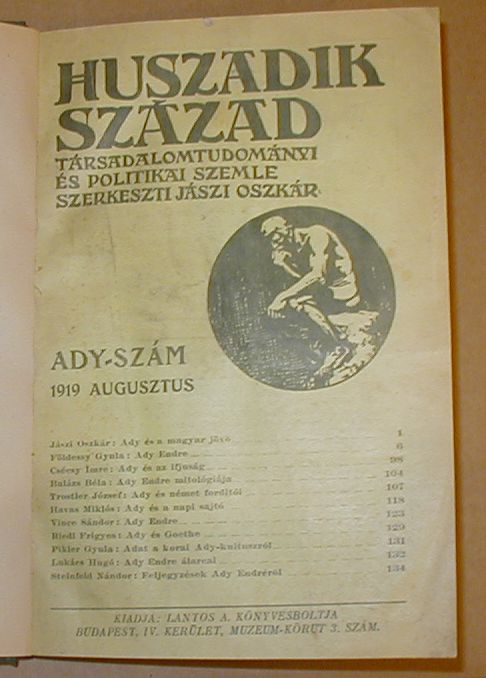 HUSZADIK
SZÁZAD
TÁRSADALOMTUDOMÁNYI
ÉS POLITIKAI SZEMLE
SZERKESZTI JÁSZI OSZKÁR
ADY-SZÁM
1919 AUGUSZTUS
Jászi Oszkár: Ady és a magyar jövő 1
Földessy Gyula: Ady Endre 6
Csécsy Imre: Ady és az ifjuság 98
Balázs Béla: Ady Endre mitológiája 104
Trostler József: Ady és német forditói 107
Havas Miklós: Ady és a napi sajtó 118
Vince Sándor: Ady Endre 123
Riedl Frigyes: Ady és Goethe 129
Pikler Gyula: Adat a korai Ady-kultuszról 131
Lukács Hugó: Ady Endre álarcai 132
Steinfeld Nándor: Feljegyzések Ady Endréről 134
KIADJA: LANTOS A. KÖNYVESBOLTJA
BUDAPEST, IV. KERÜLET, MUZEUM-KÖRUT 3. SZÁM.